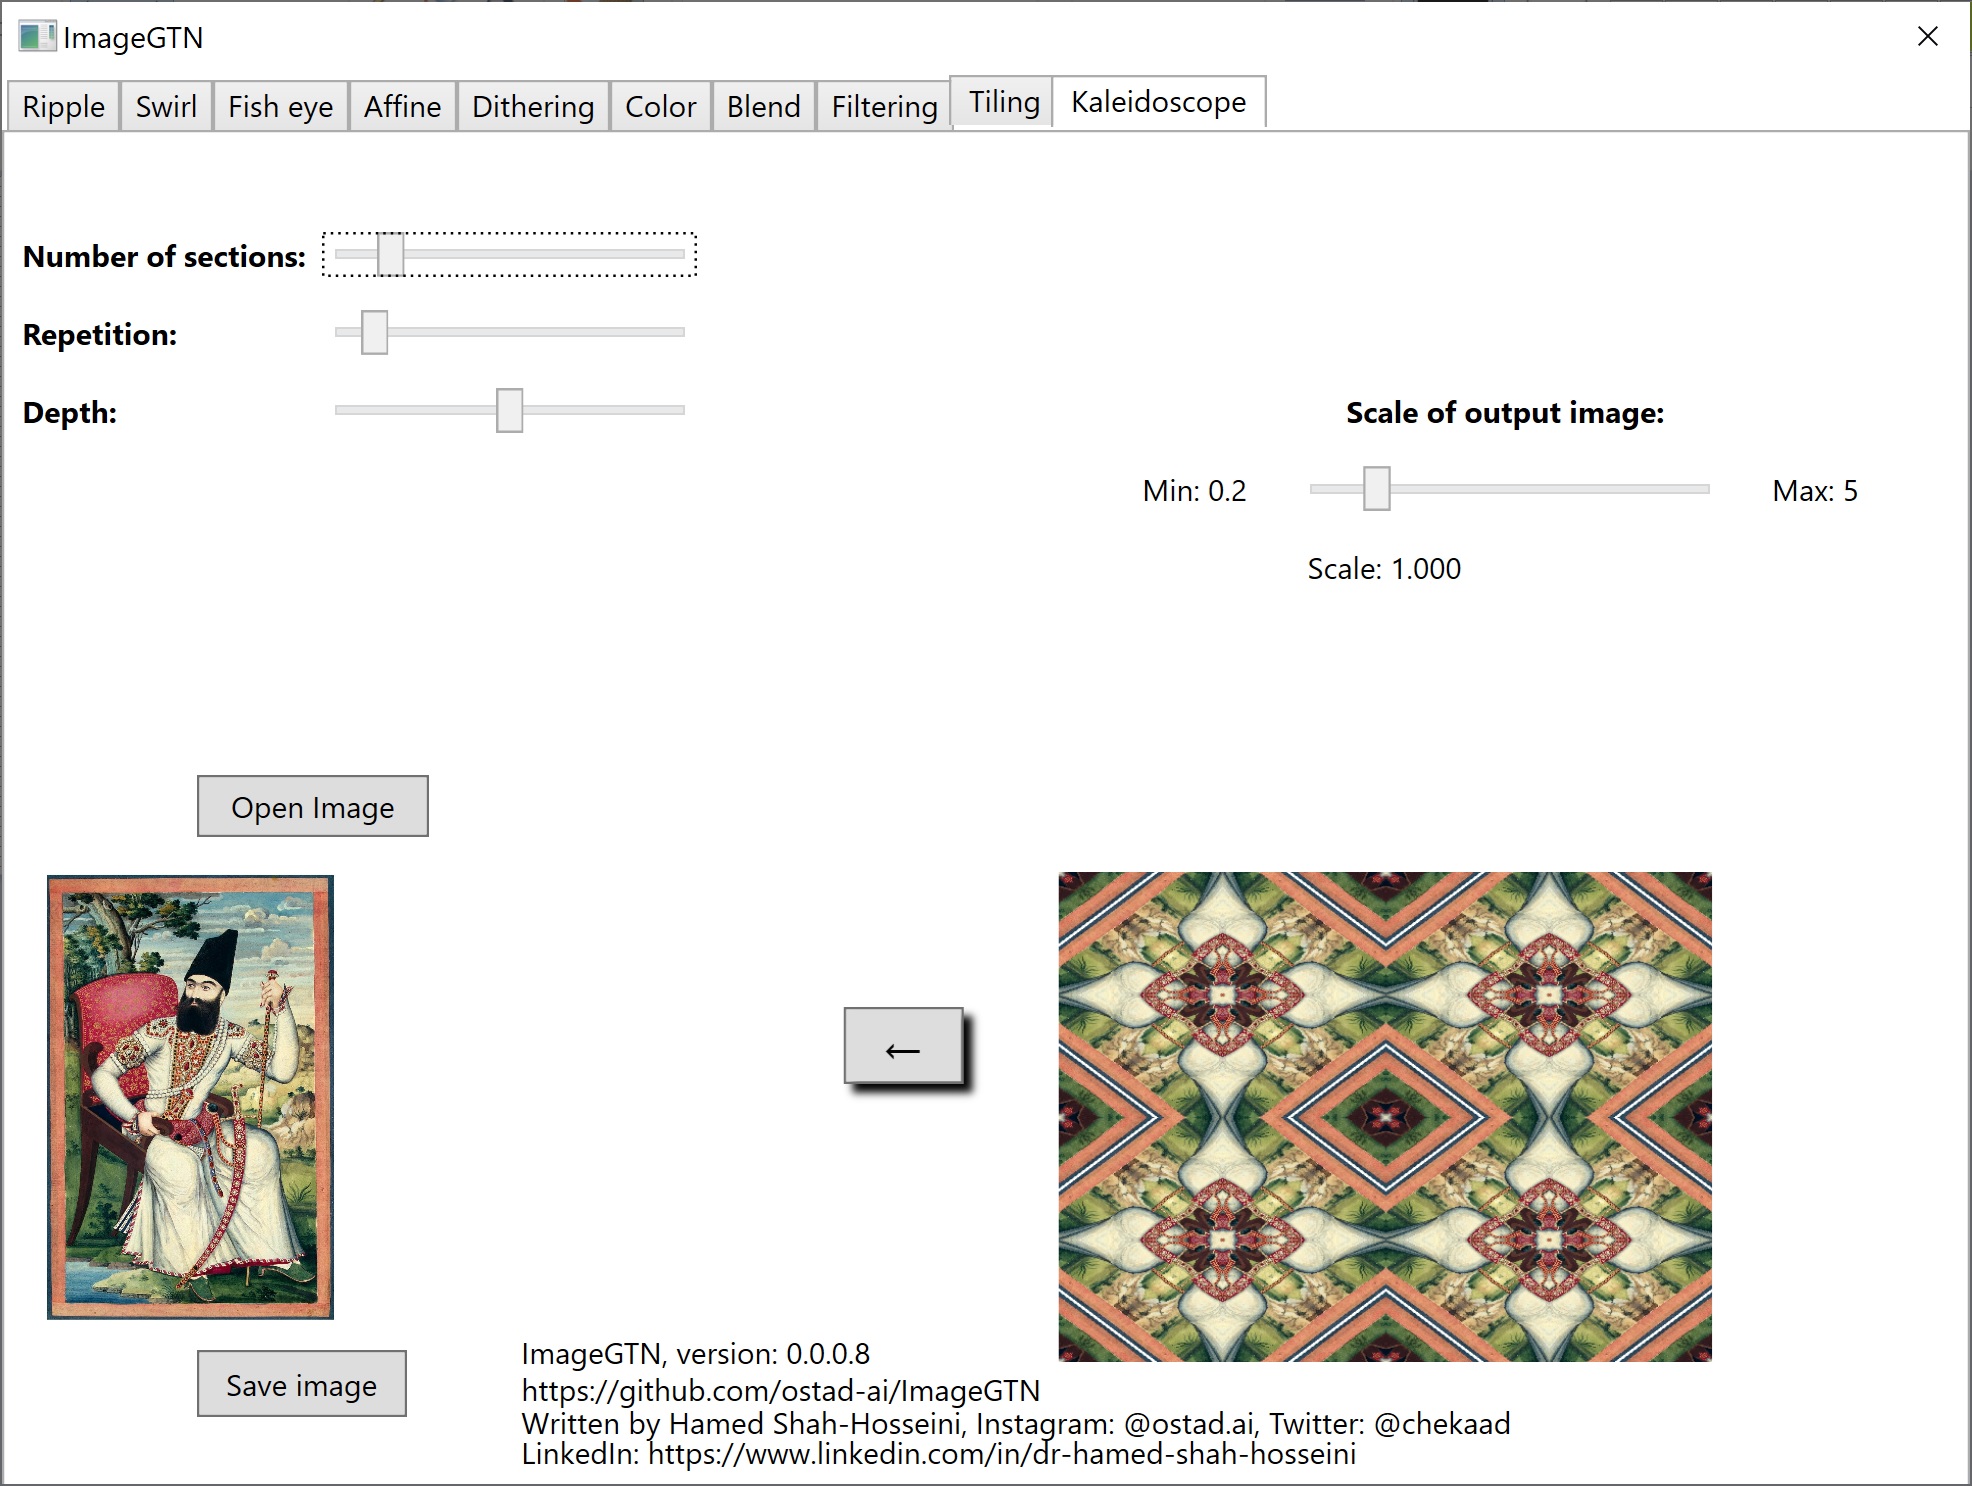 ImageGTN
Ripple Swirl Fish eye Affine Dithering Color Blend Filtering Tiling Kaleidoscope
Number of sections:
Repetition:
Depth:
Scale of output image:
Min: 0.2 Max: 5
Scale: 1.000
Open Image
←
Save image
ImageGTN, version: 0.0.0.8
https://github.com/ostad-ai/ImageGTN
Written by Hamed Shah-Hosseini, Instagram: @ostad.ai, Twitter: @chekaad
LinkedIn: https://www.linkedin.com/in/dr-hamed-shah-hosseini